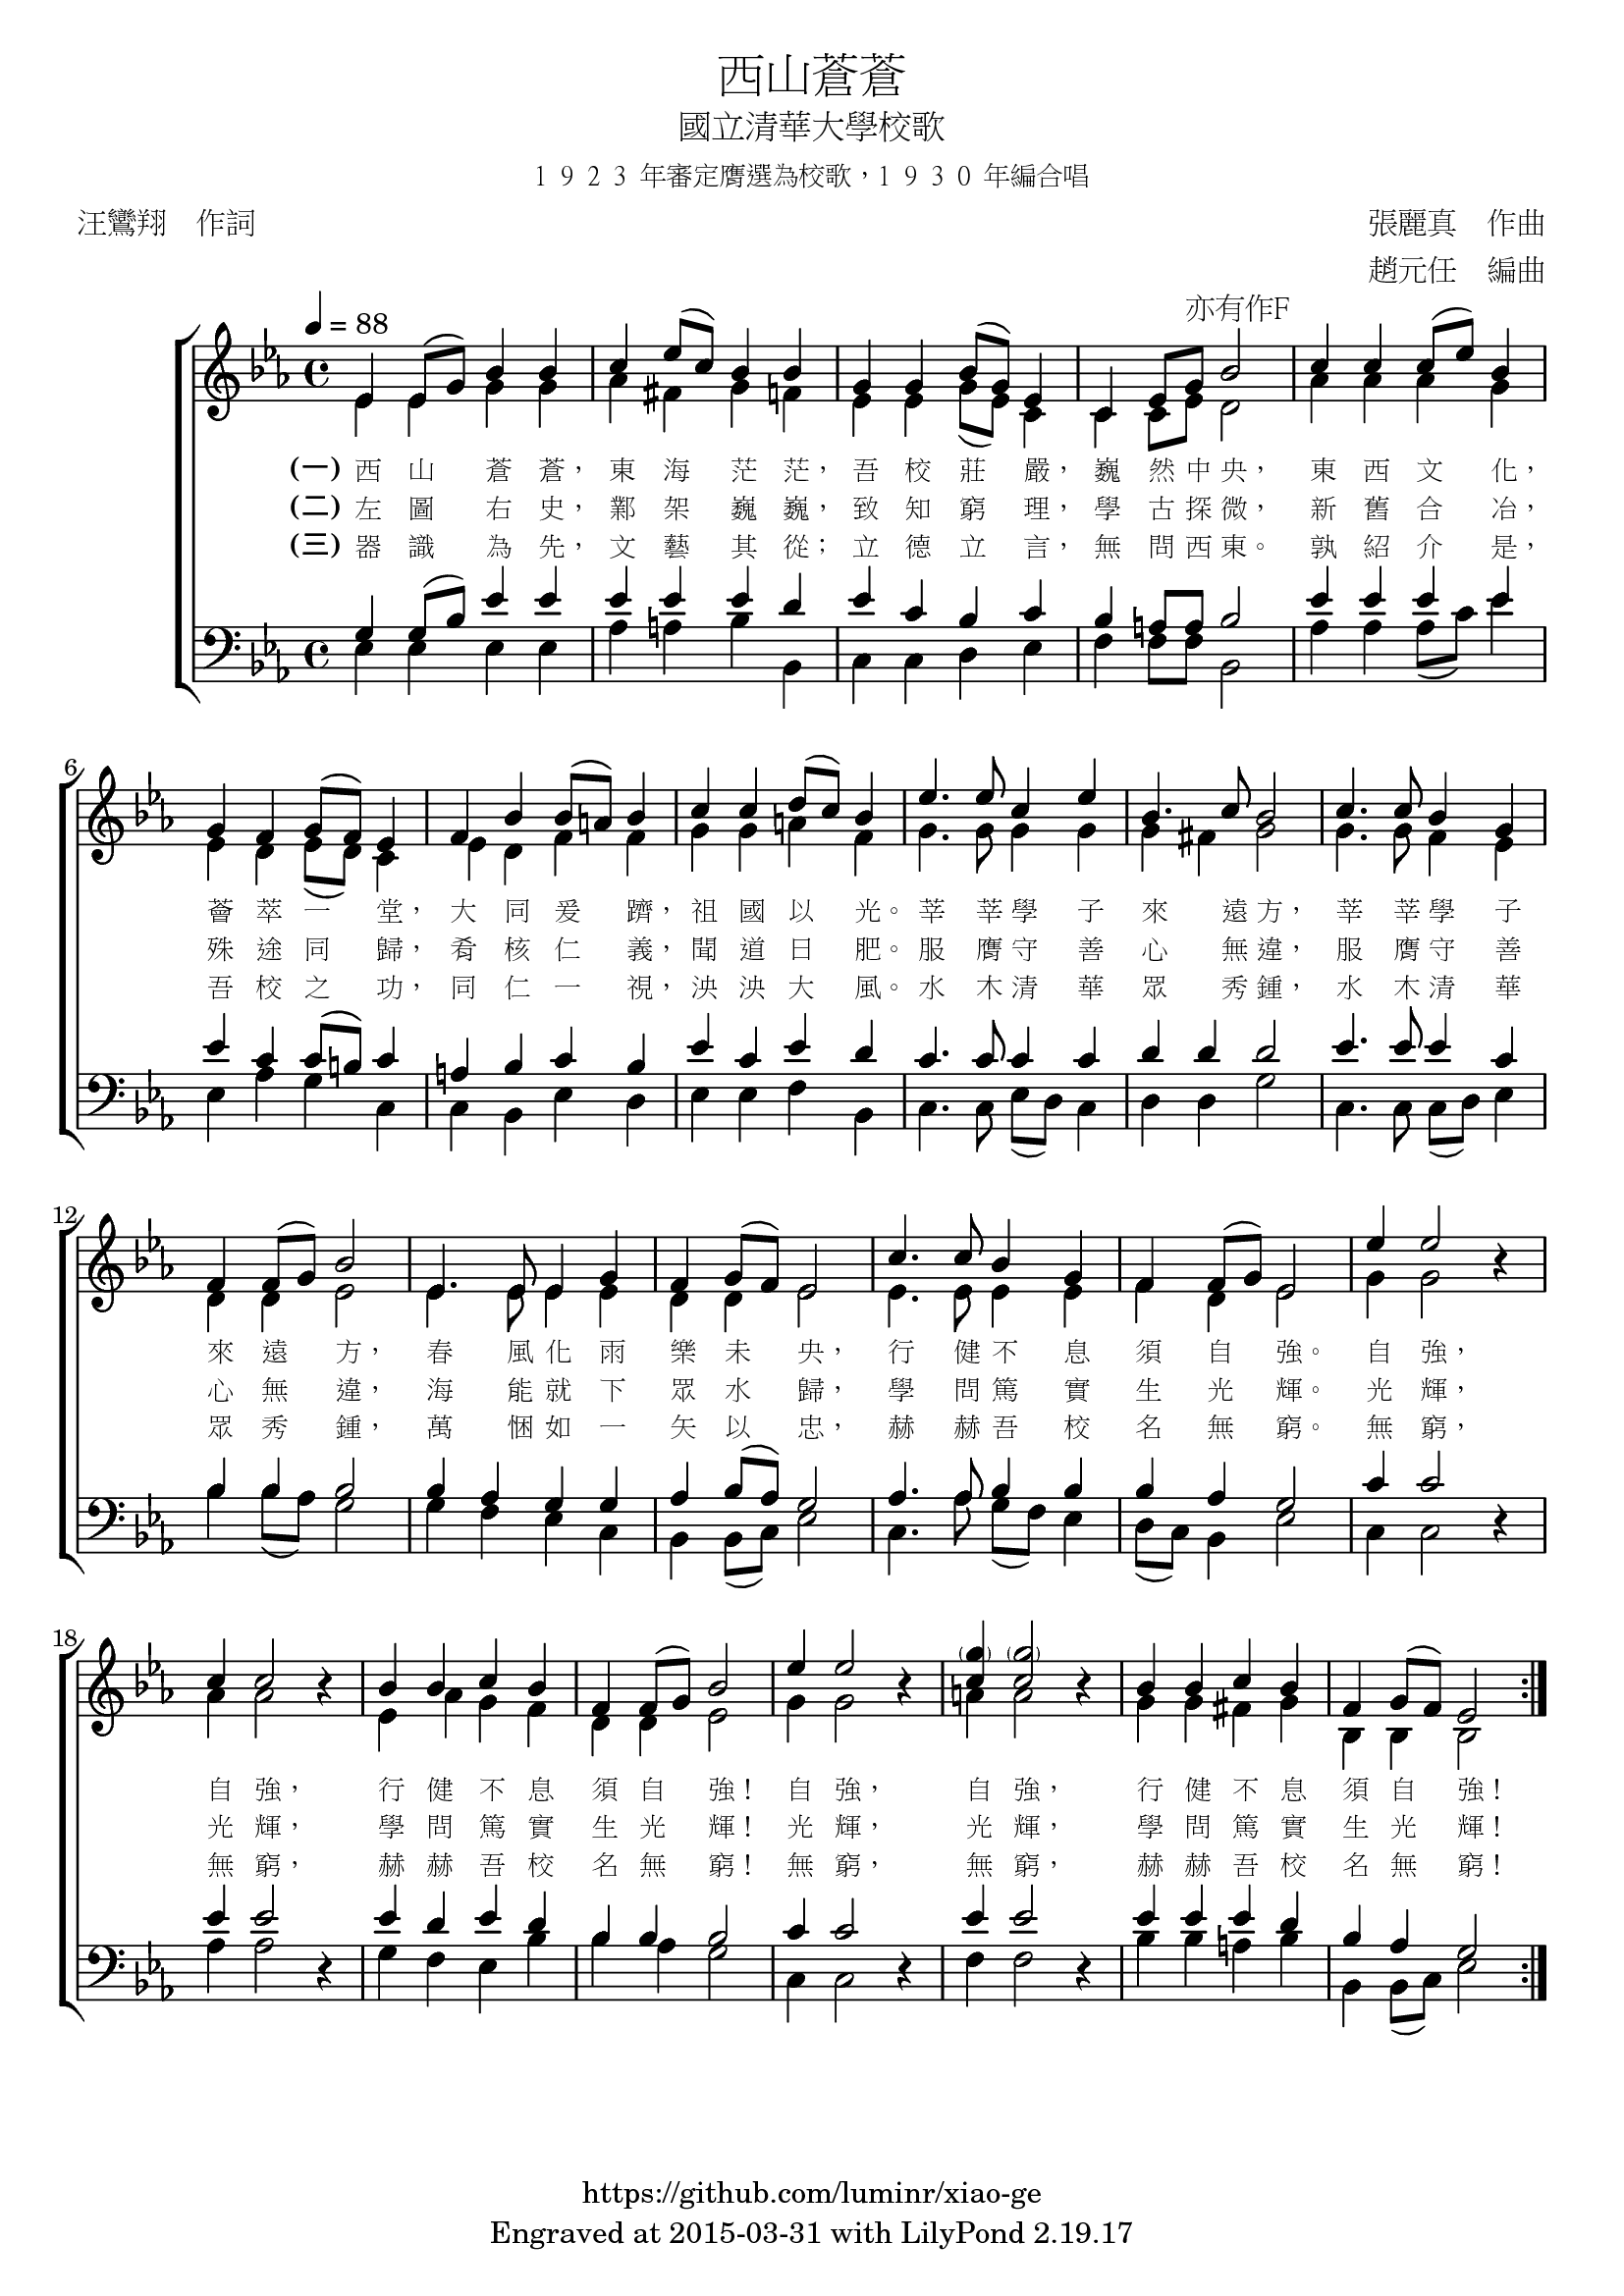 西山蒼蒼
國立清華大學校歌
1 9 2 3 年審定膺選為校歌，1 9 3 0 年編合唱
汪鸞翔　作詞
張麗真　作曲
趙元任　編曲
亦有作F
= 88
(一) 西 山 蒼 蒼， 東 海 茫 茫， 吾 校 莊 嚴， 巍 然 中 央， 東 西 文 化，
(二) 左 圖 右 史， 鄴 架 巍 巍， 致 知 窮 理， 學 古 探 微， 新 舊 合 冶，
(三) 器 識 為 先， 文 藝 其 從； 立 德 立 言， 無 問 西 東。 孰 紹 介 是，
6
薈 萃 一 堂， 大 同 爰 躋， 祖 國 以 光。 莘 莘 學 子 來 遠 方， 莘 莘 學 子
殊 途 同 歸， 肴 核 仁 義， 聞 道 日 肥。 服 膺 守 善 心 無 違， 服 膺 守 善
吾 校 之 功， 同 仁 一 視， 泱 泱 大 風。 水 木 清 華 眾 秀 鍾， 水 木 清 華
12
來 遠 方， 春 風 化 雨 樂 未 央， 行 健 不 息 須 自 強。 自 強，
心 無 違， 海 能 就 下 眾 水 歸， 學 問 篤 實 生 光 輝。 光 輝，
眾 秀 鍾， 萬 悃 如 一 矢 以 忠， 赫 赫 吾 校 名 無 窮。 無 窮，
18
自 強， 行 健 不 息 須 自 強！ 自 強， 自 強， 行 健 不 息 須 自 強！
光 輝， 學 問 篤 實 生 光 輝！ 光 輝， 光 輝， 學 問 篤 實 生 光 輝！
無 窮， 赫 赫 吾 校 名 無 窮！ 無 窮， 無 窮， 赫 赫 吾 校 名 無 窮！
https://github.com/luminr/xiao-ge
Engraved at 2015-03-31 with LilyPond 2.19.17